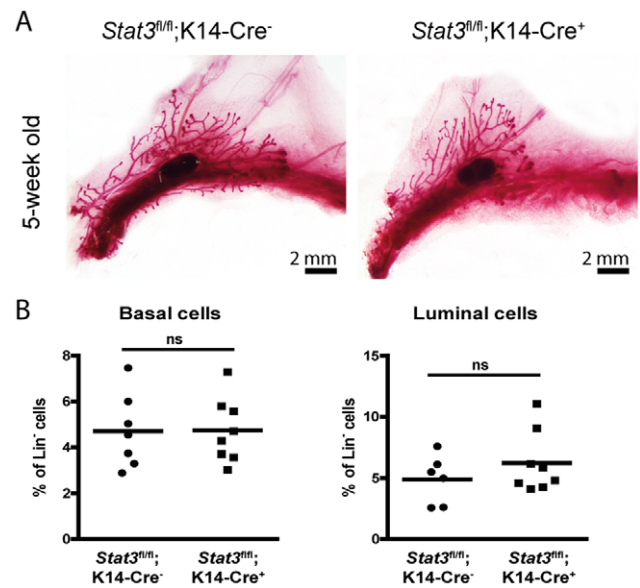 A
Stat3fl/fl;K14-Cre-
Stat3fl/fl;K14-Cre+
5-week old
2 mm
2 mm
B
Basal cells
Luminal cells
ns
ns
% of Lin- cells
8
6
4
2
0
% of Lin- cells
15
10
5
0
Stat3fl/fl;
K14-Cre-
Stat3fl/fl;
K14-Cre+
Stat3fl/fl;
K14-Cre-
Stat3fl/fl;
K14-Cre+